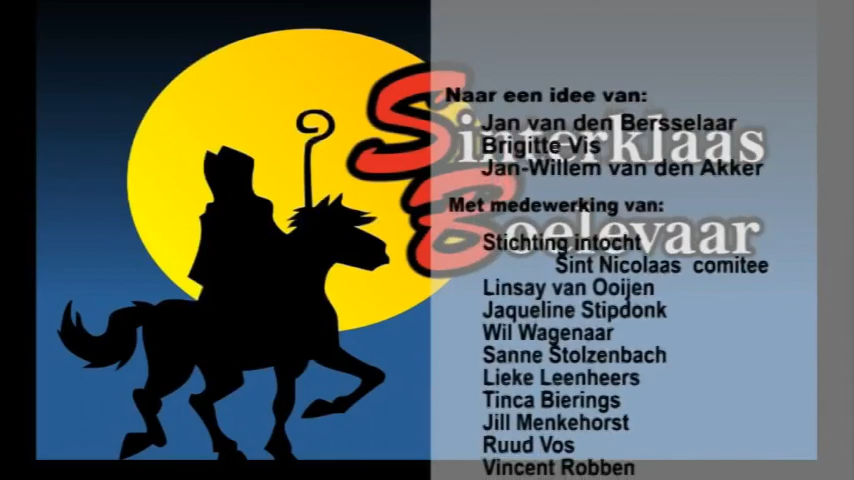 Sinterklaas
Boelevaar
Naar een idee van:
Jan van den Bersselaar
Brigitte Vis
Jan-Willem van den Akker
Met medewerking van:
Stichting intocht
Sint Nicolaas comitee
Linsay van Ooijen
Jaqueline Stipdonk
Wil Wagenaar
Sanne Stolzenbach
Lieke Leenheers
Tinca Bierings
Jill Menkehorst
Ruud Vos
Vincent Robben